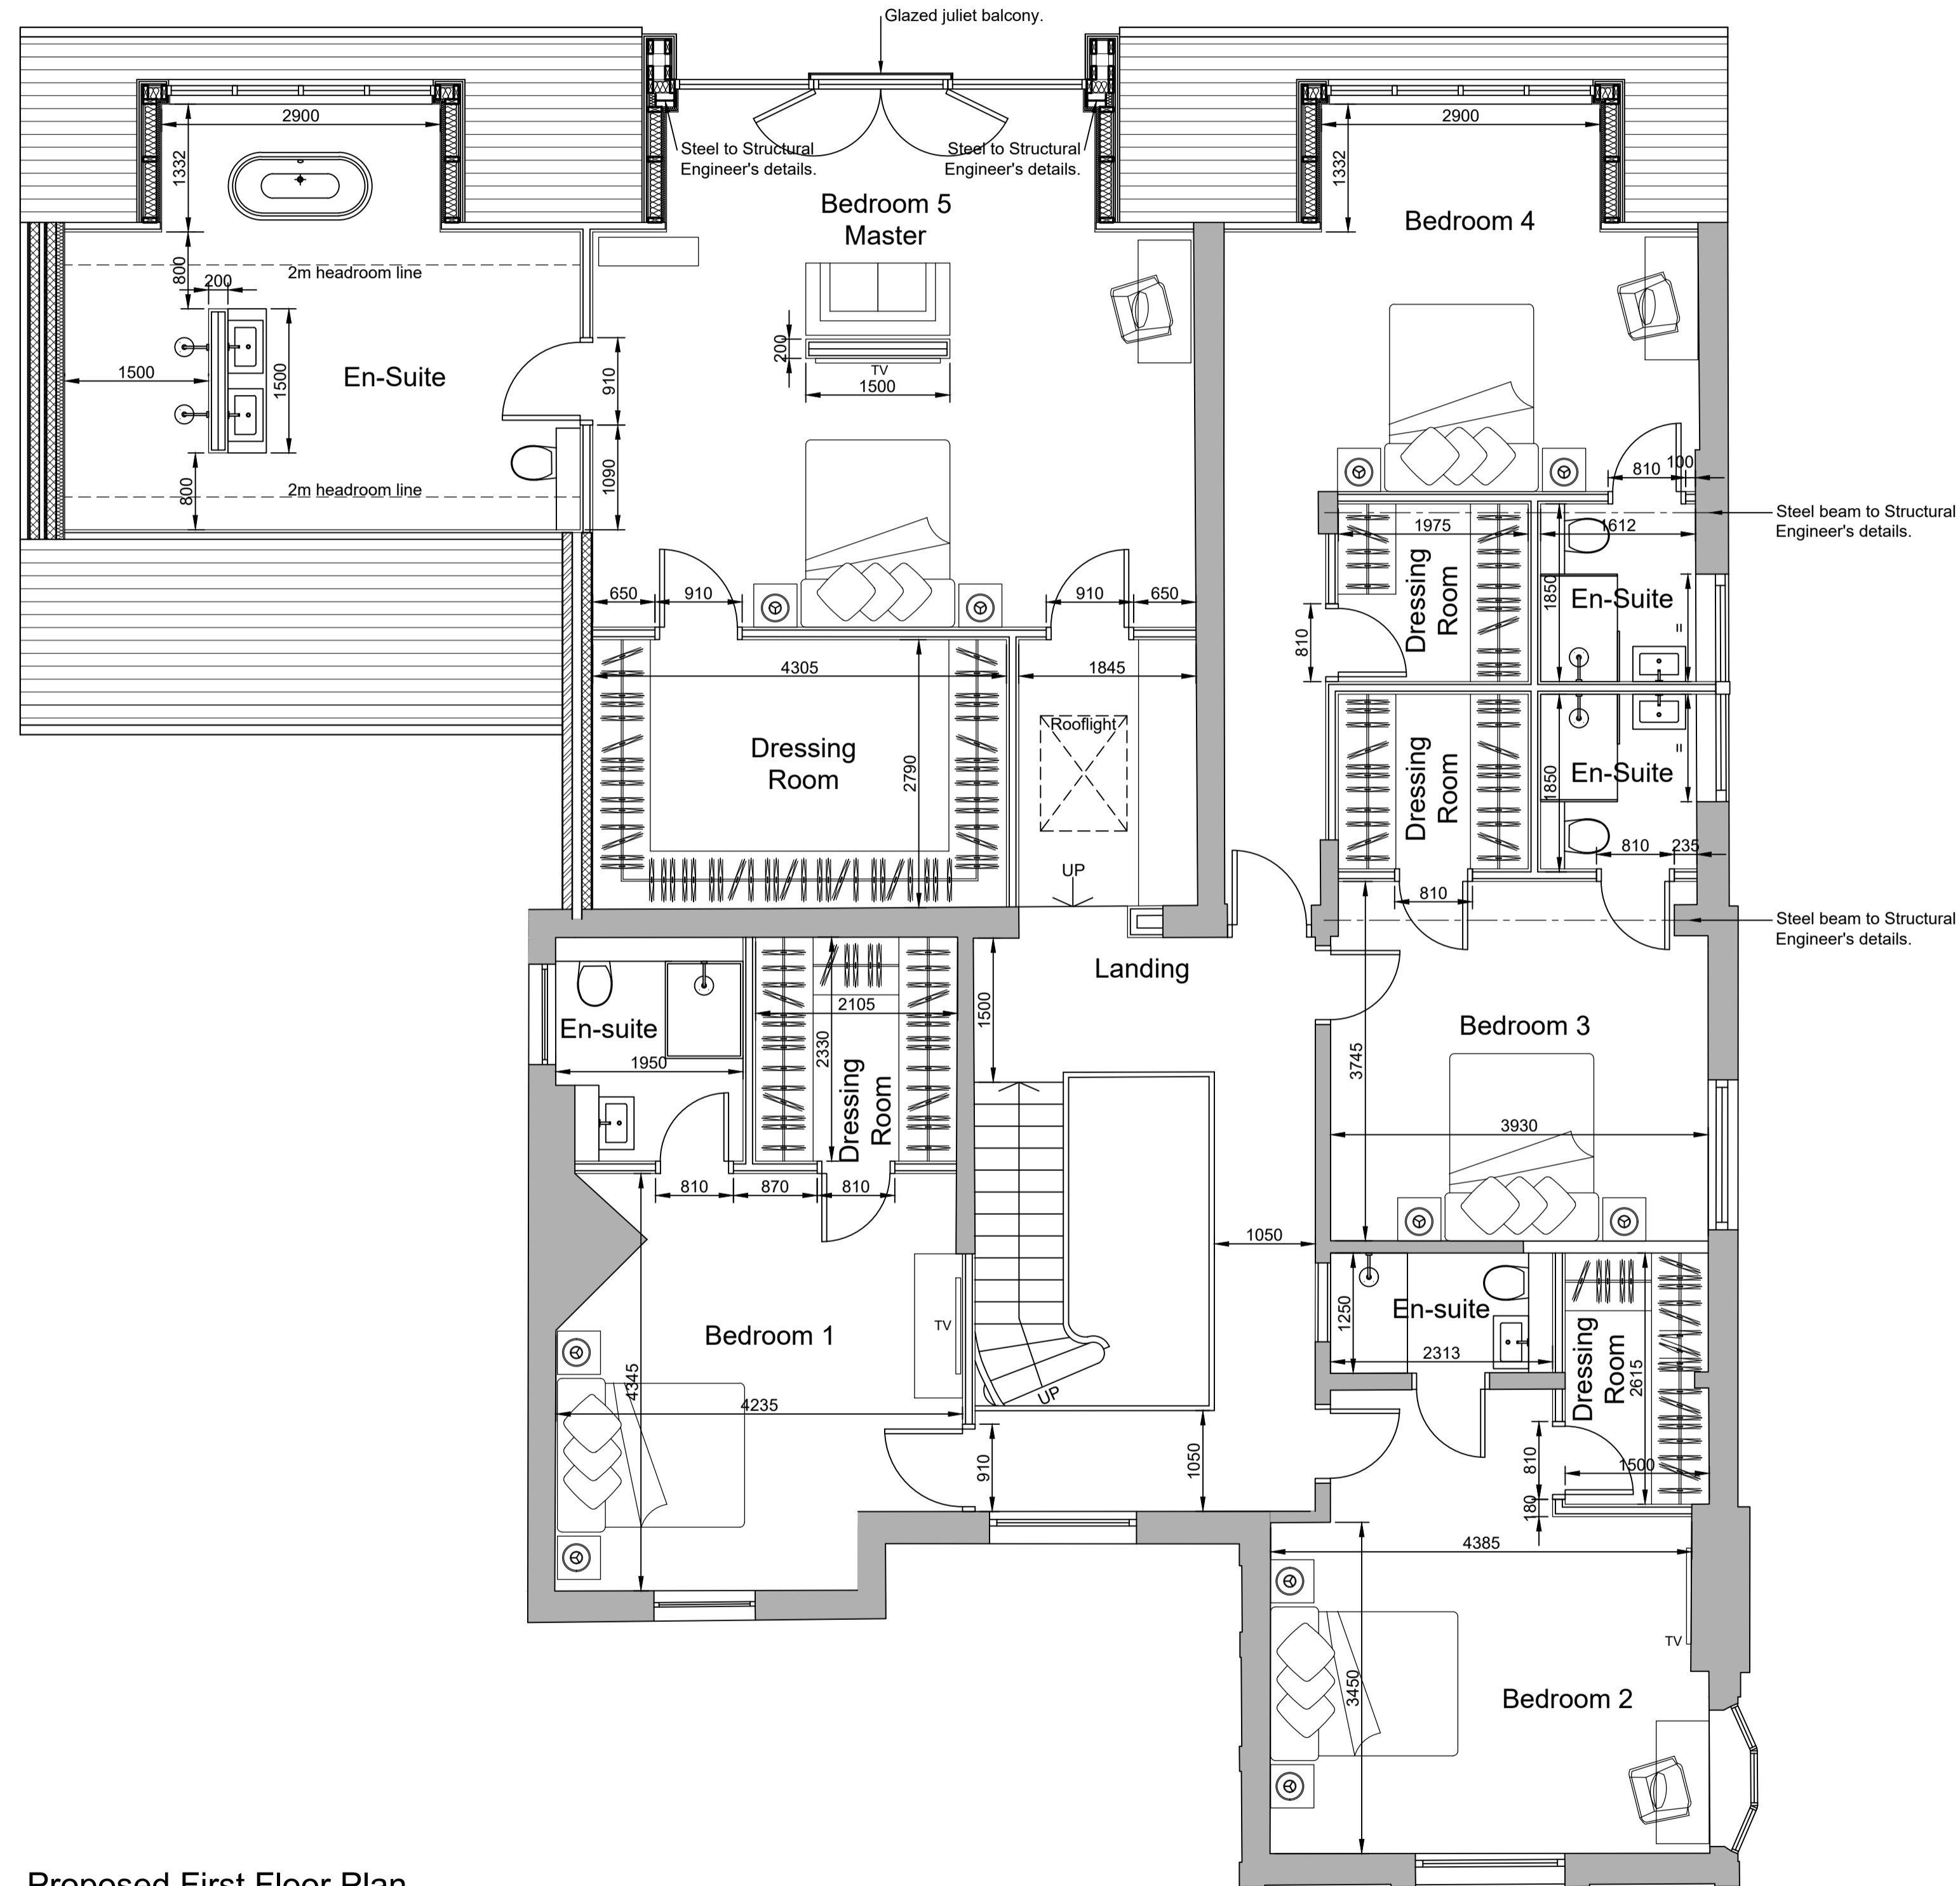 Glazed juliet balcony.
2900
1332
Steel to Structural
Engineer's details.
Steel to Structural
Engineer's details.
2900
1332
Bedroom 5
Master
Bedroom 4
800
200
2m headroom line
1500
1500
En-Suite
910
200
TV
1500
800
2m headroom line
1090
810
100
Steel beam to Structural
Engineer's details.
1975
1612
Dressing
Room
1850
En-Suite
=
810
650
910
910
650
4305
1845
Dressing
Room
2790
Rooflight
UP
Dressing
Room
=
1850
En-Suite
810
235
810
Steel beam to Structural
Engineer's details.
Landing
1500
En-suite
1950
2105
2330
Dressing
Room
Bedroom 3
3745
3930
810
870
810
1050
Bedroom 1
TV
4345
4235
UP
910
1050
1250
En-suite
2313
Dressing
Room
2615
810
1500
180
4385
TV
3450
Bedroom 2
Proposed First Floor Plan